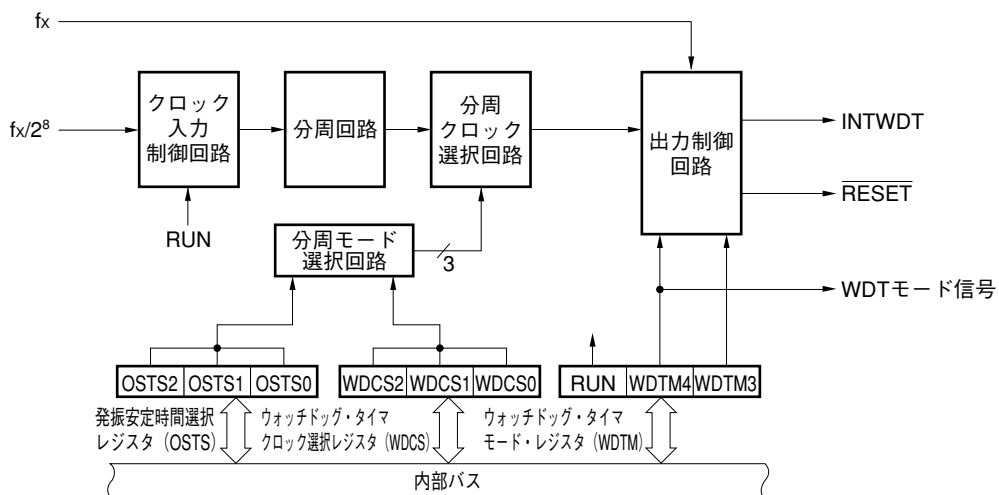 fx
クロック
入力
制御回路
分周回路
分周
クロック
選択回路
出力制御
回路
fx/2⁸
INTWDT
RESET
RUN
分周モード
選択回路
3
WDTモード信号
OSTS2 OSTS1 OSTS0
WDCS2 WDCS1 WDCS0
RUN WDTM4 WDTM3
発振安定時間選択
レジスタ（OSTS）
ウォッチドッグ・タイマ
クロック選択レジスタ（WDCS）
ウォッチドッグ・タイマ
モード・レジスタ（WDTM）
内部バス